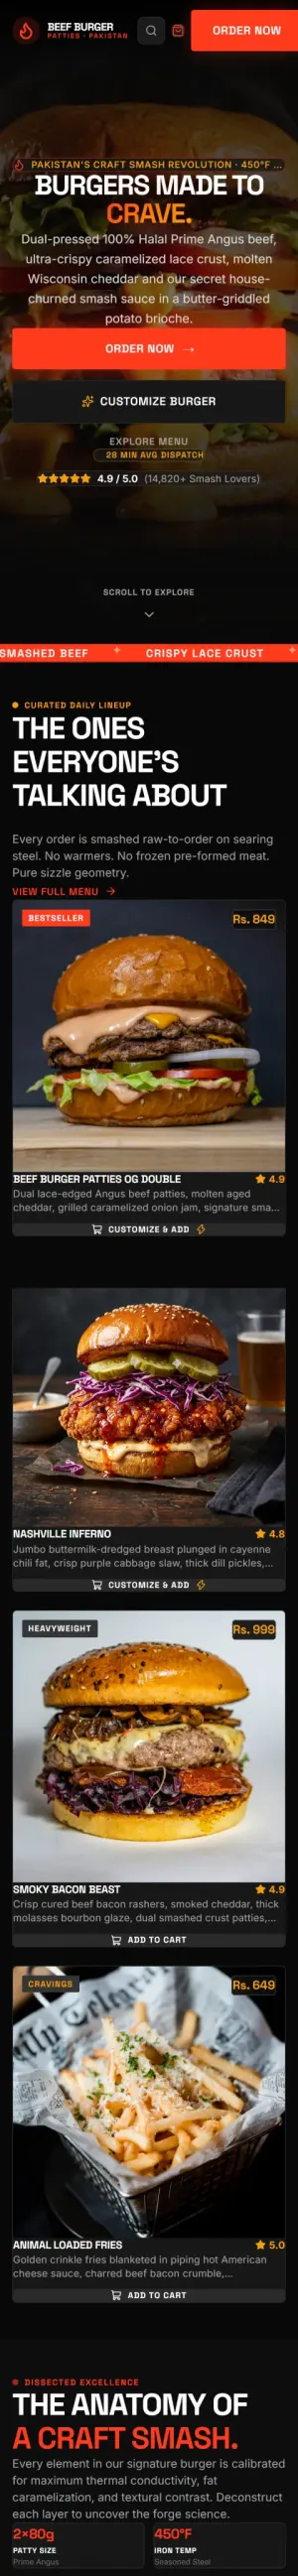 BEEF BURGER
PATTIES · PAKISTAN
ORDER NOW
PAKISTAN'S CRAFT SMASH REVOLUTION · 450°F ...
BURGERS MADE TO
CRAVE.
Dual-pressed 100% Halal Prime Angus beef,
ultra-crispy caramelized lace crust, molten
Wisconsin cheddar and our secret house-
churned smash sauce in a butter-griddled
potato brioche.
ORDER NOW →
CUSTOMIZE BURGER
EXPLORE MENU
28 MIN AVG DISPATCH
4.9 / 5.0 (14,820+ Smash Lovers)
SCROLL TO EXPLORE
SMASHED BEEF
CRISPY LACE CRUST
CURATED DAILY LINEUP
THE ONES
EVERYONE'S
TALKING ABOUT
Every order is smashed raw-to-order on searing
steel. No warmers. No frozen pre-formed meat.
Pure sizzle geometry.
VIEW FULL MENU →
BESTSELLER
Rs. 849
BEEF BURGER PATTIES OG DOUBLE
4.9
Dual lace-edged Angus beef patties, molten aged
cheddar, grilled caramelized onion jam, signature sma...
CUSTOMIZE & ADD
NASHVILLE INFERNO
4.8
Jumbo buttermilk-dredged breast plunged in cayenne
chili fat, crisp purple cabbage slaw, thick dill pickles,...
CUSTOMIZE & ADD
HEAVYWEIGHT
Rs. 999
SMOKY BACON BEAST
4.9
Crisp cured beef bacon rashers, smoked cheddar, thick
molasses bourbon glaze, dual smashed crust patties,...
ADD TO CART
CRAVINGS
Rs. 649
ANIMAL LOADED FRIES
5.0
Golden crinkle fries blanketed in piping hot American
cheese sauce, charred beef bacon crumble,...
ADD TO CART
DISSECTED EXCELLENCE
THE ANATOMY OF
A CRAFT SMASH.
Every element in our signature burger is calibrated
for maximum thermal conductivity, fat
caramelization, and textural contrast. Deconstruct
each layer to uncover the forge science.
2×80g
PATTY SIZE
Prime Angus
450°F
IRON TEMP
Seasoned Steel